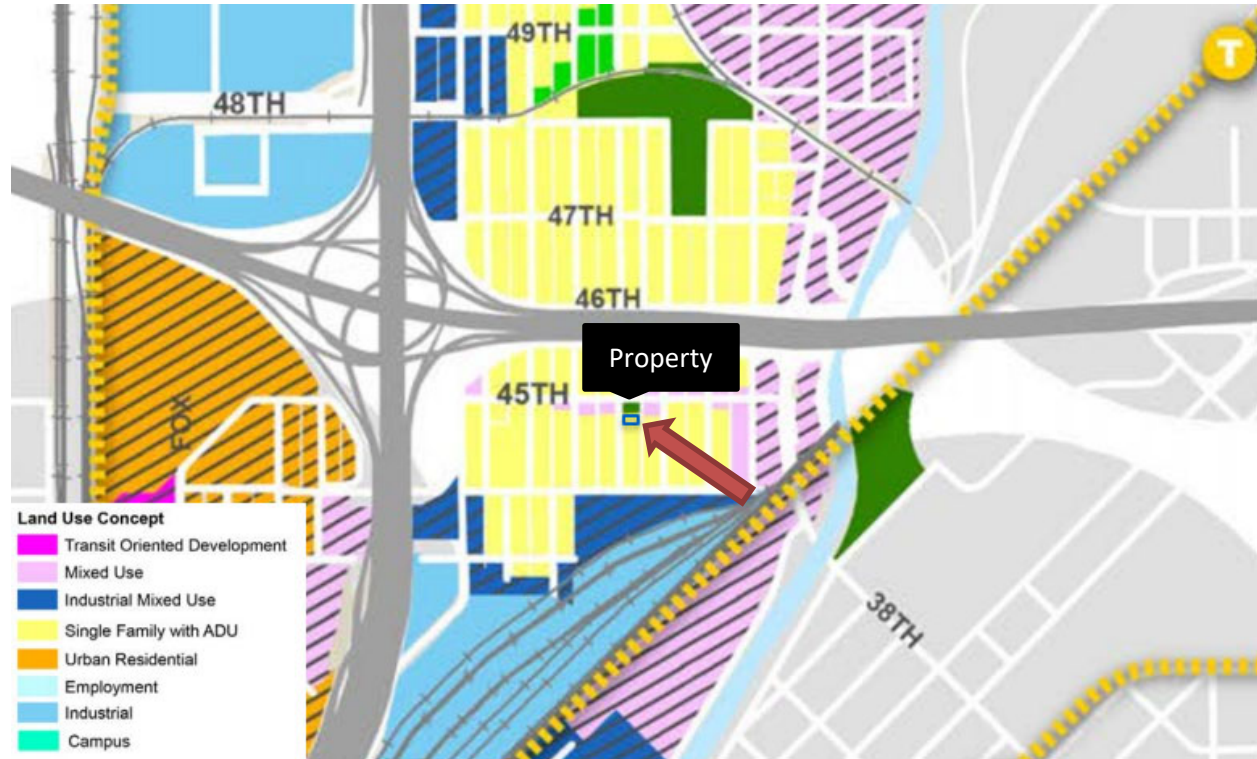 49TH
T
48TH
47TH
46TH
Property
45TH
FOX
38TH
Land Use Concept
Transit Oriented Development
Mixed Use
Industrial Mixed Use
Single Family with ADU
Urban Residential
Employment
Industrial
Campus